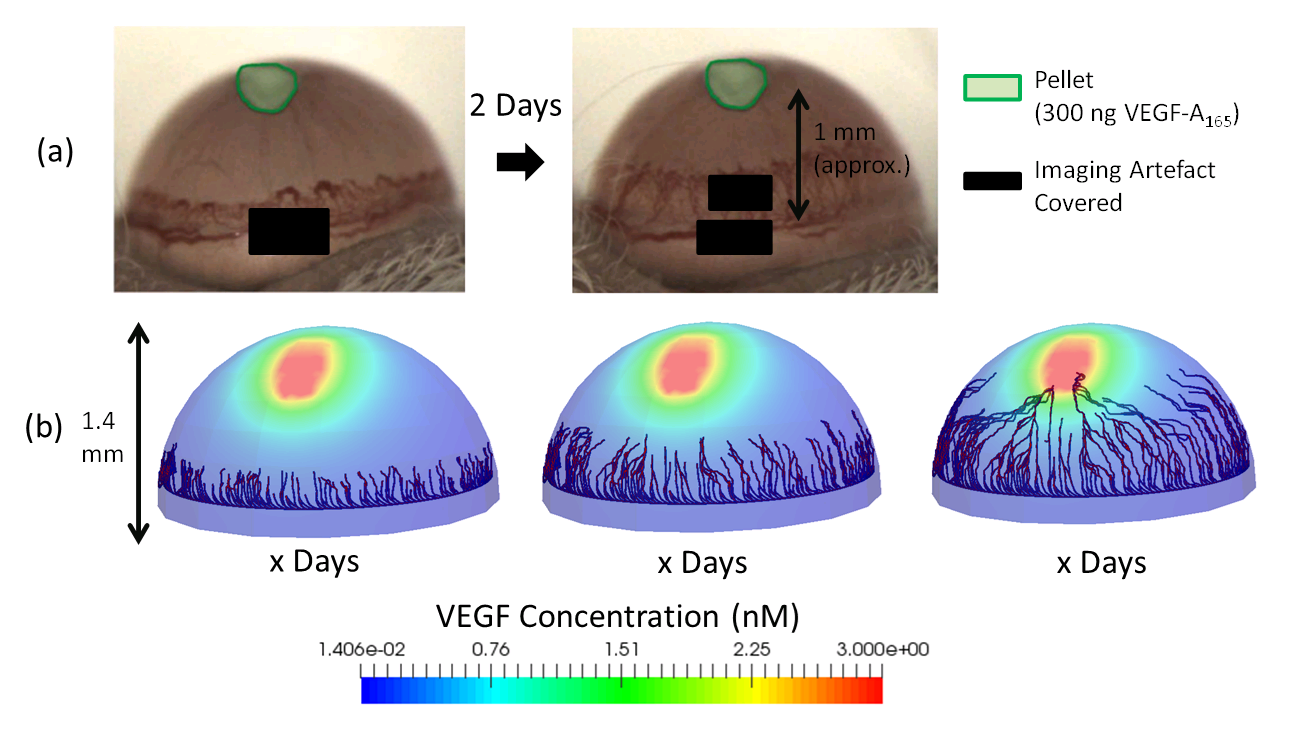 (a)
2 Days
1 mm
(approx.)
Pellet
(300 ng VEGF-A165)
Imaging Artefact
Covered
(b)
1.4
mm
x Days
x Days
x Days
VEGF Concentration (nM)
1.406e-02 0.76 1.51 2.25 3.000e+00